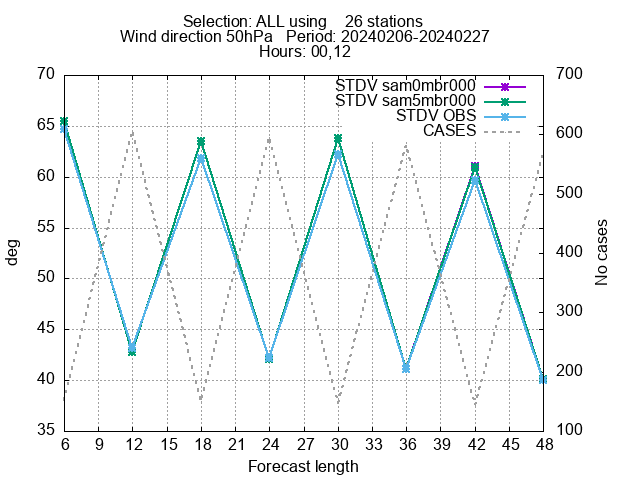 Selection: ALL using 26 stations
Wind direction 50hPa Period: 20240206-20240227
Hours: 00,12
STDV sam0mbr000
STDV sam5mbr000
STDV OBS
CASES
70
65
60
55
50
45
40
35
deg
700
600
500
400
300
200
100
No cases
6 9 12 15 18 21 24 27 30 33 36 39 42 45 48
Forecast length